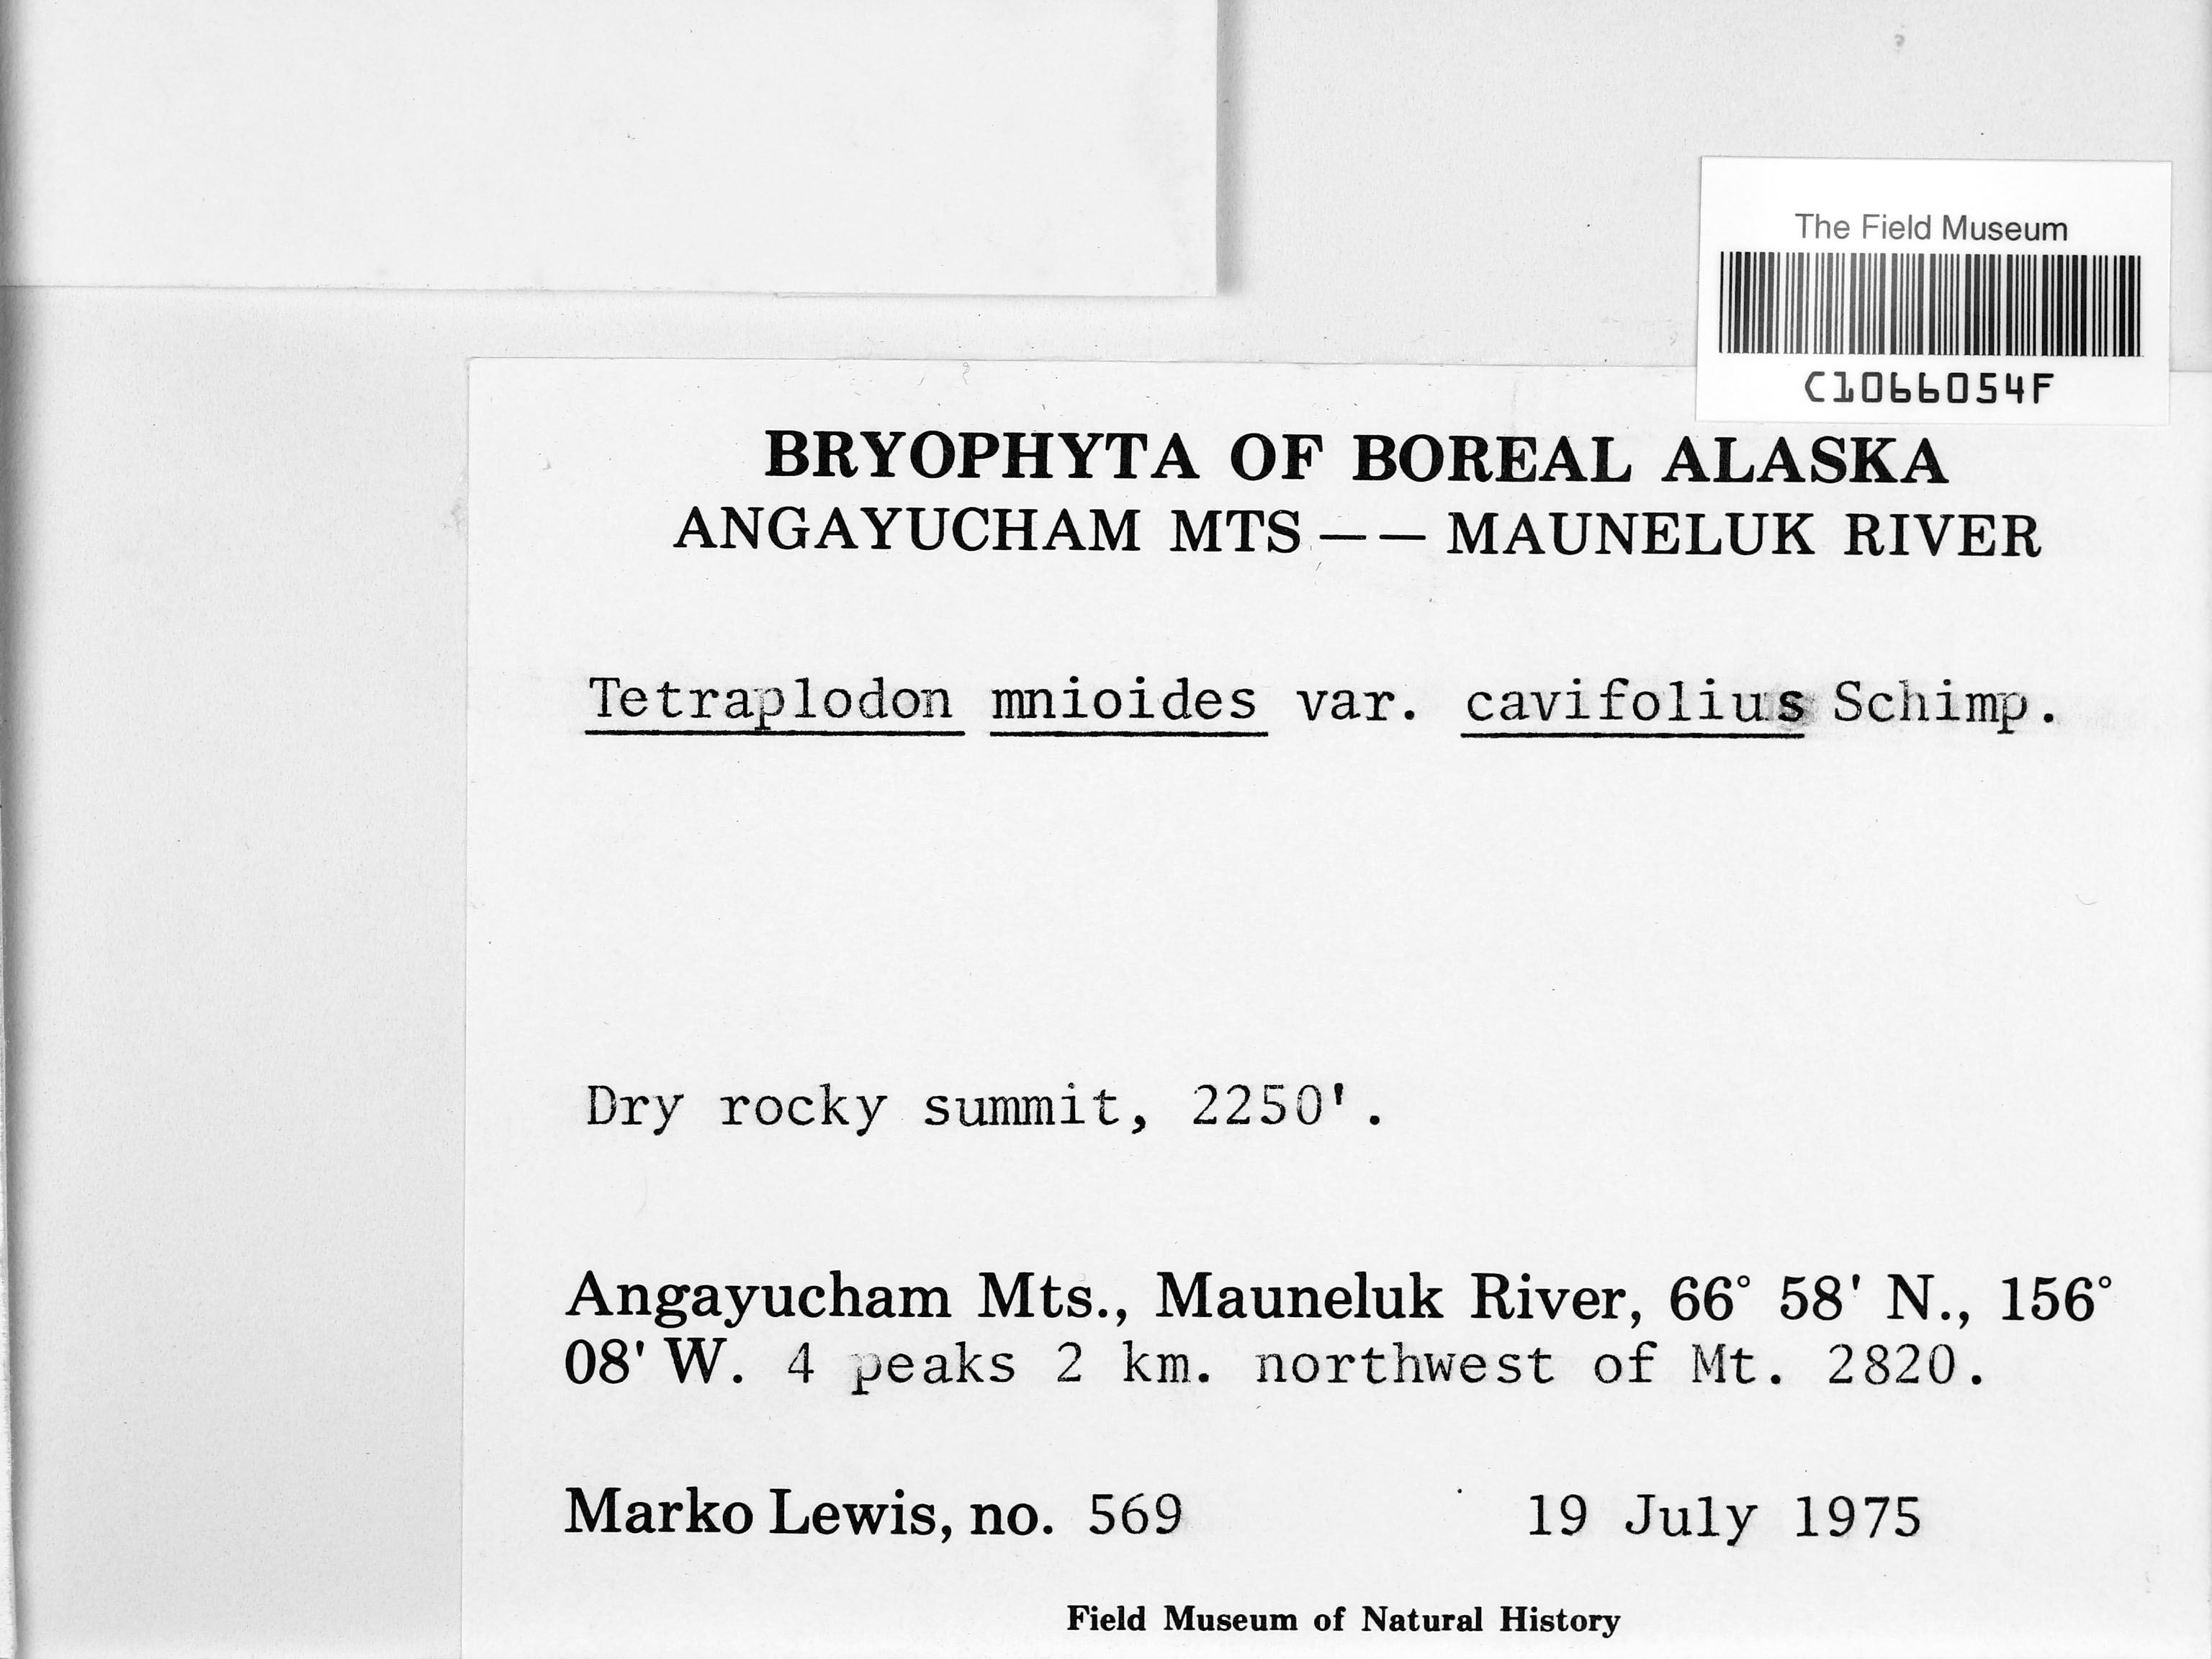 The Field Museum
C1066054F
BRYOPHYTA OF BOREAL ALASKA
ANGAYUCHAM MTS —— MAUNELUK RIVER
Tetraplodon mnioides var. cavifolius Schimp.
Dry rocky summit, 2250'.
Angayucham Mts., Mauneluk River, 66° 58' N., 156°
08' W. 4 peaks 2 km. northwest of Mt. 2820.
Marko Lewis, no. 569 19 July 1975
Field Museum of Natural History